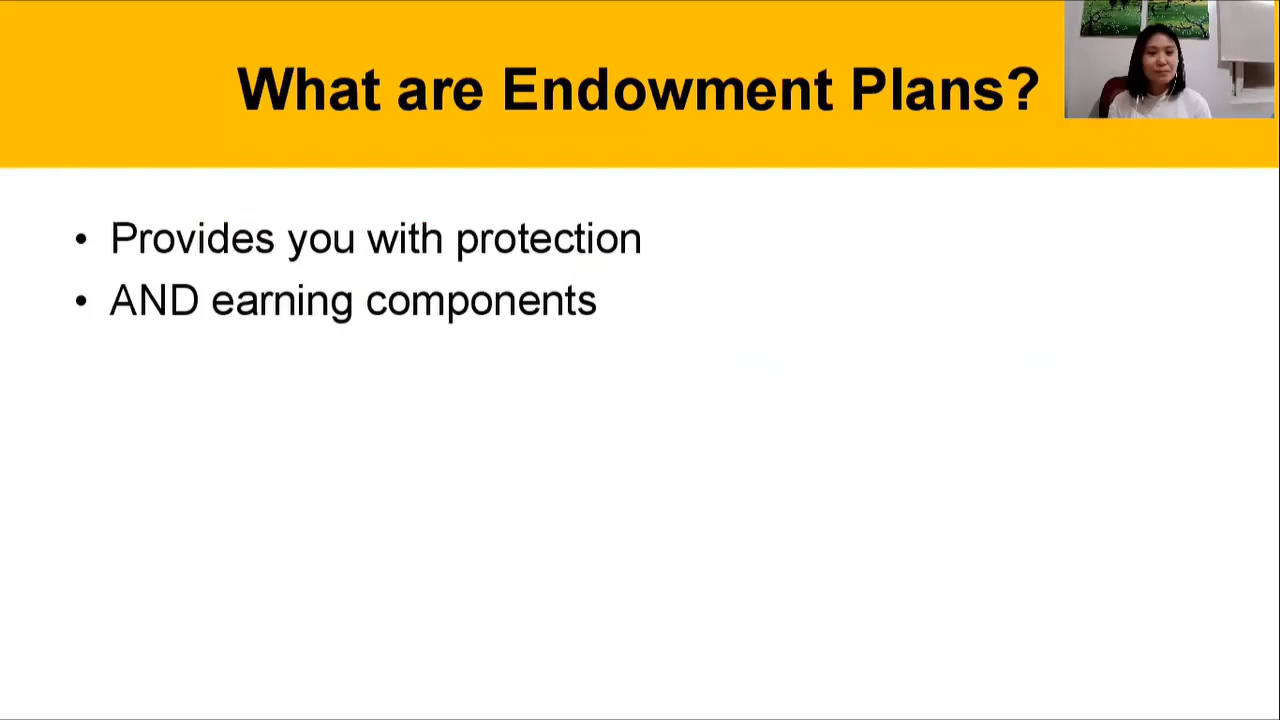 What are Endowment Plans?
• Provides you with protection
• AND earning components